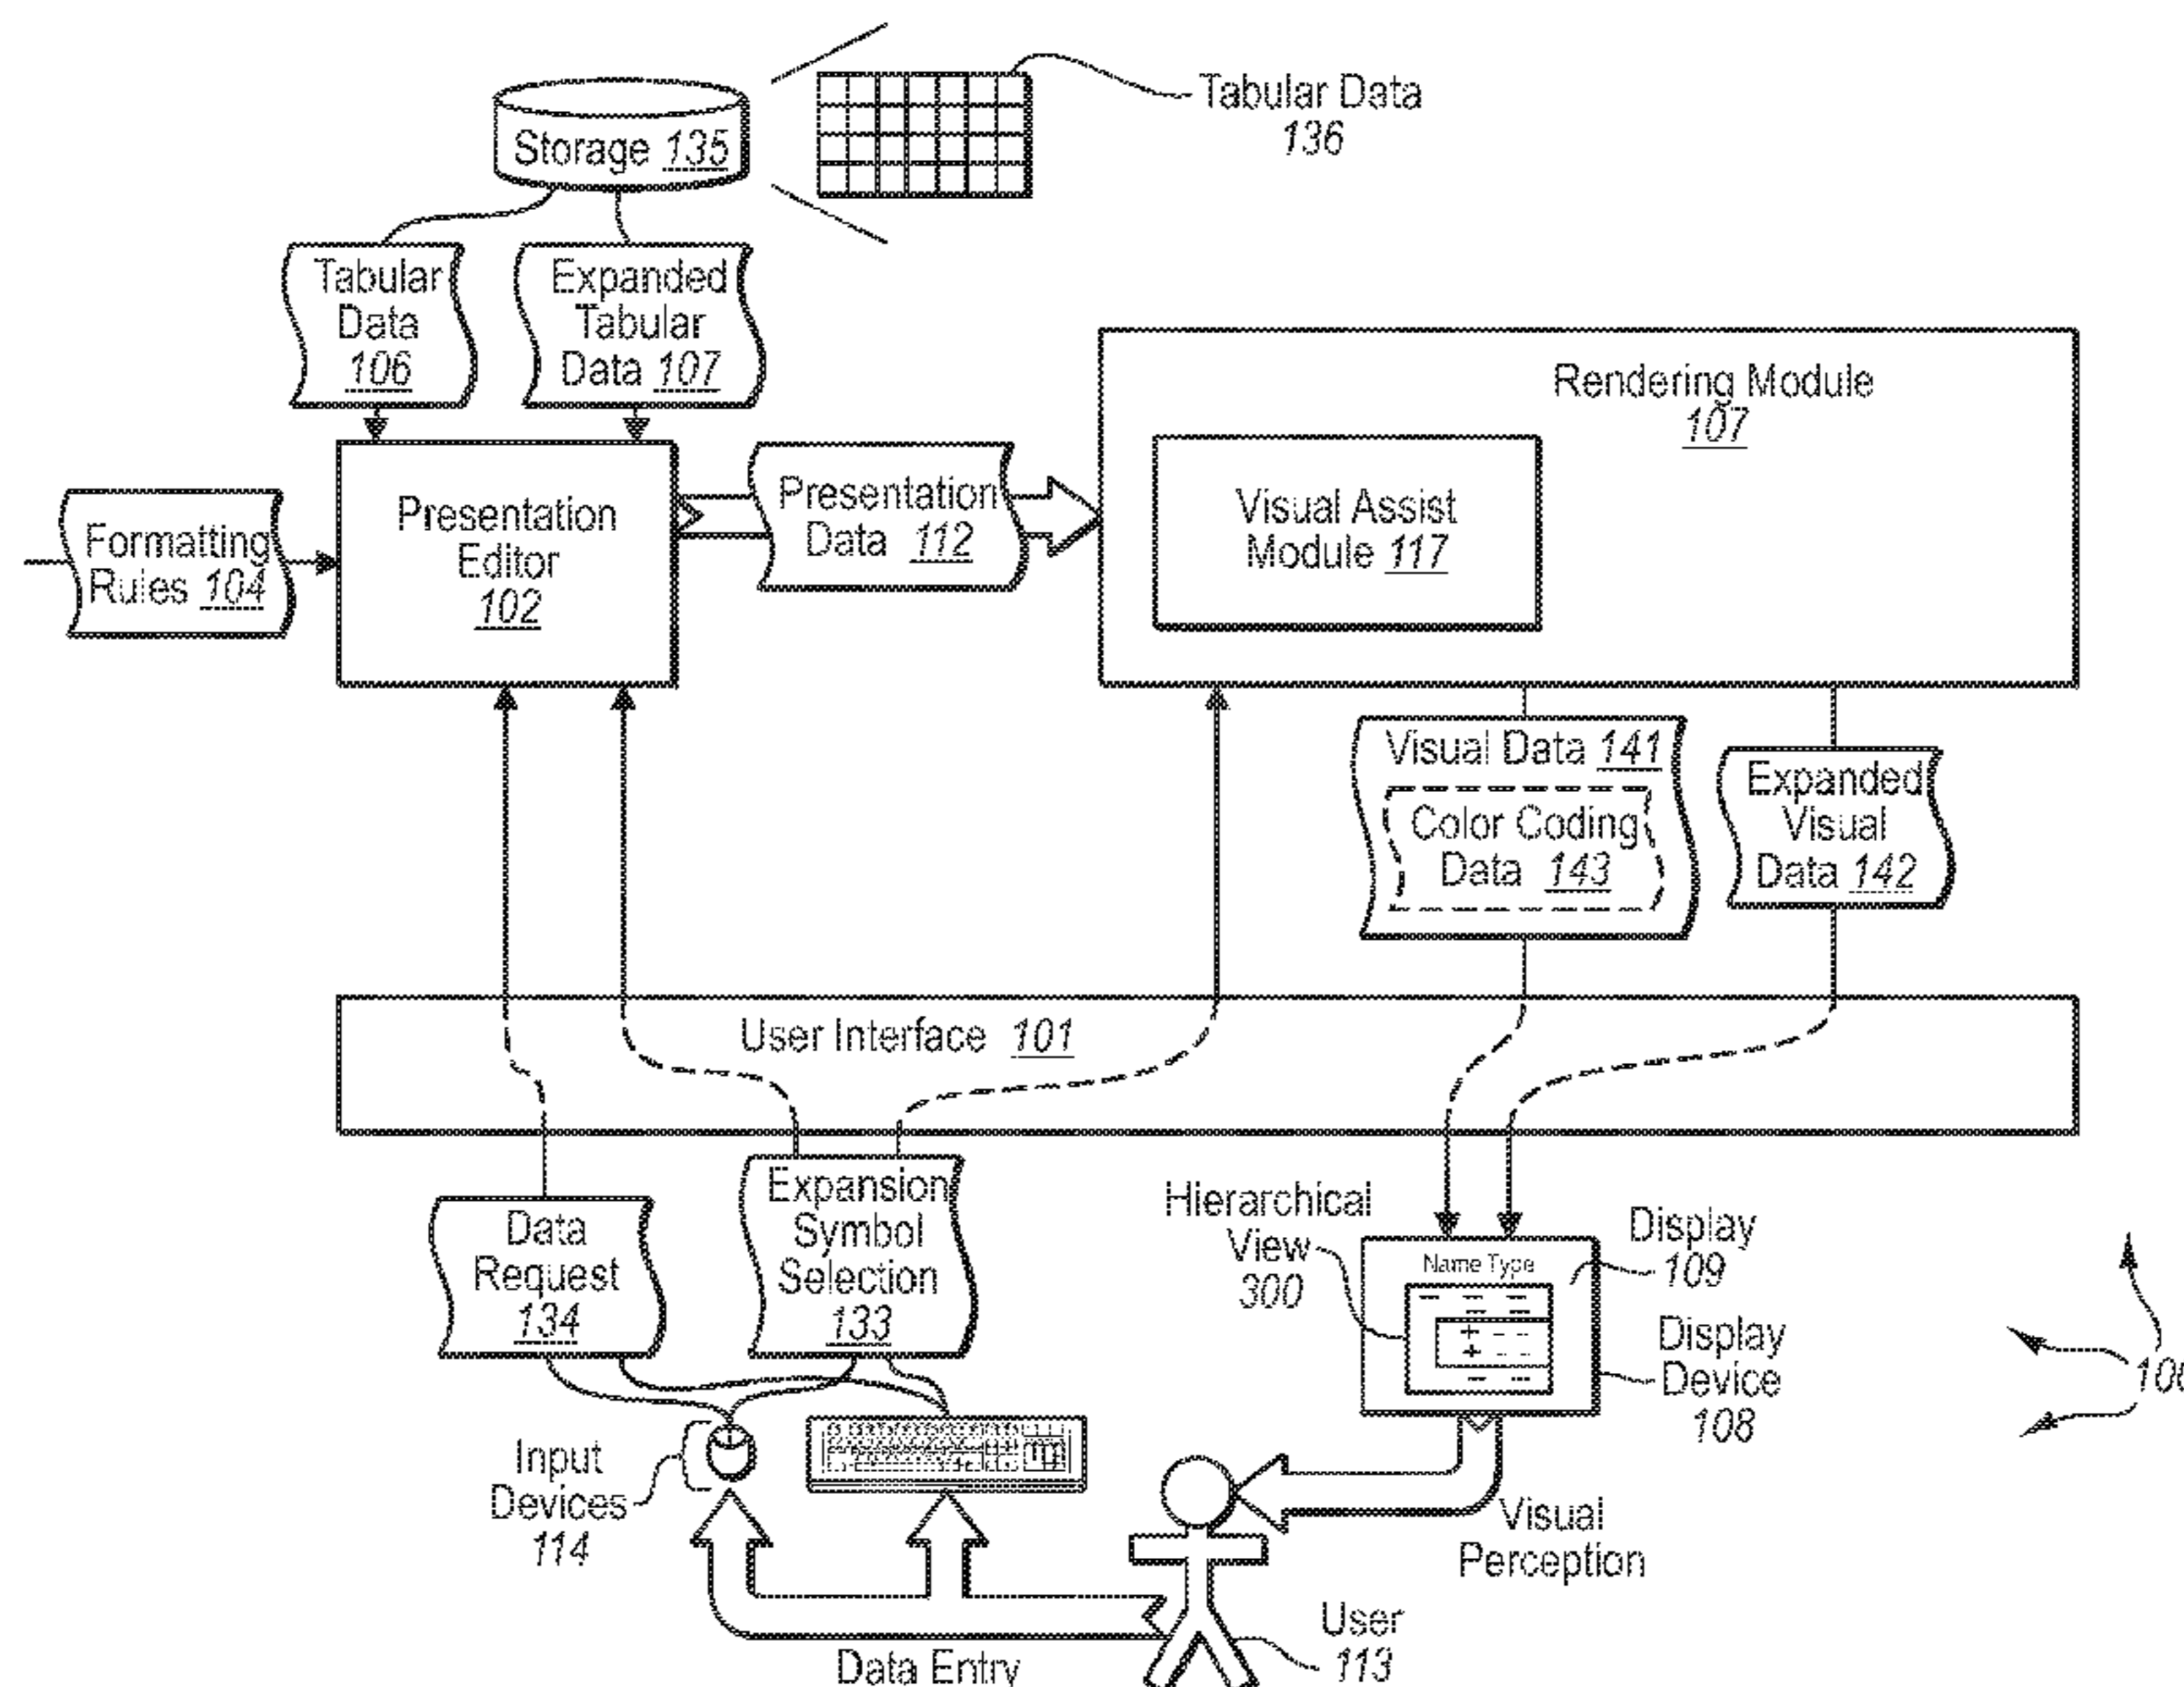 Storage 135
Tabular Data
136
Tabular
Data
106
Expanded
Tabular
Data 107
Rendering Module
107
Formatting
Rules 104
Presentation
Editor
102
Presentation
Data 112
Visual Assist
Module 117
Visual Data 141
Color Coding
Data 143
Expanded
Visual
Data 142
User Interface 101
Data
Request
134
Expansion
Symbol
Selection
133
Hierarchical
View
300
Name Type
Display
109
Display
Device
108
Input
Devices
114
Visual
Perception
User
113
Data Entry